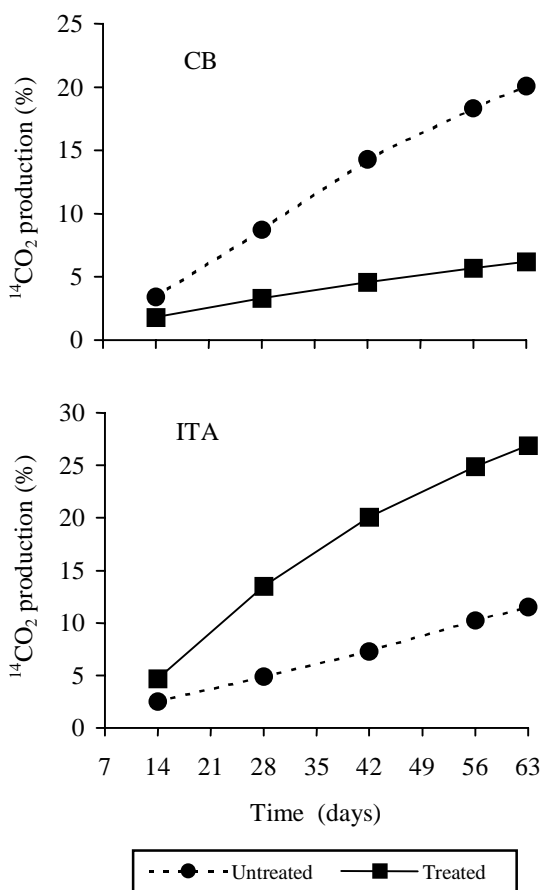 25
CB
20
15
10
5
0
¹⁴CO₂ production (%)
30
ITA
25
20
15
10
5
0
¹⁴CO₂ production (%)
7 14 21 28 35 42 49 56 63
Time (days)
Untreated Treated